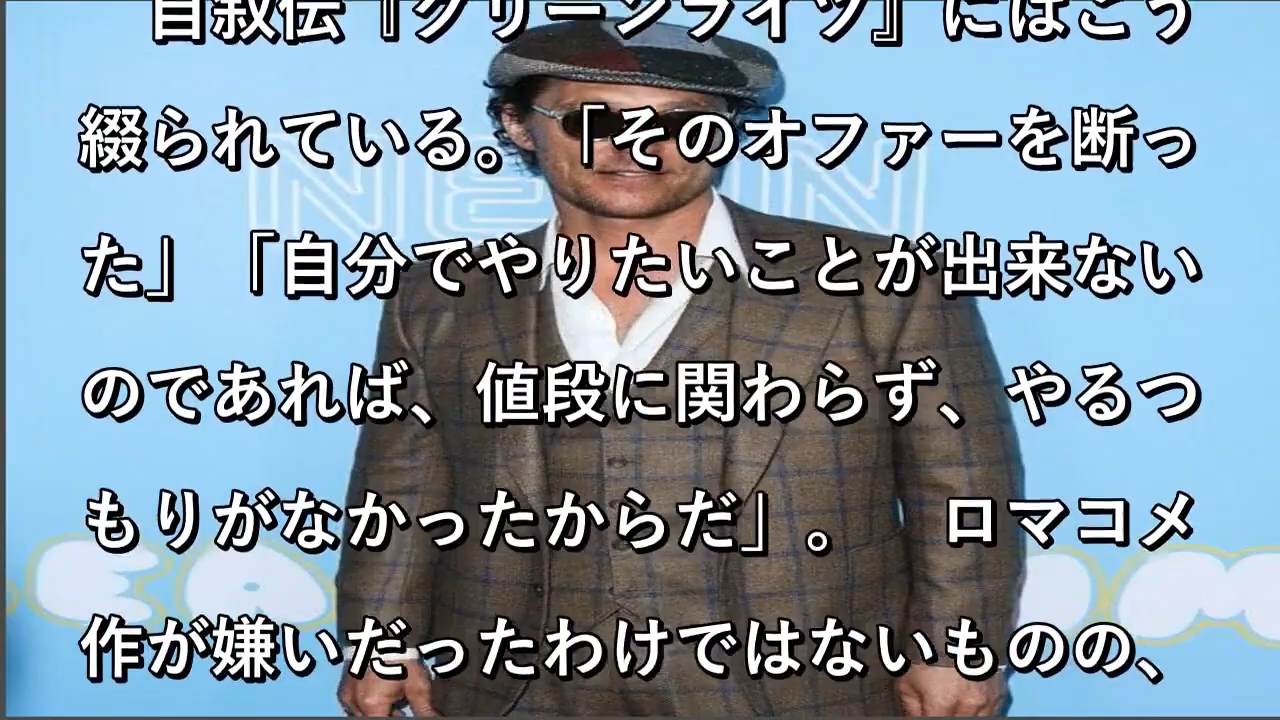 自叙伝『グリーンライツ』にはこう
綴られている。「そのオファーを断っ
た」「自分でやりたいことが出来ない
のであれば、値段に関わらず、やるつ
もりがなかったからだ」。　ロマコメ
作が嫌いだったわけではないものの、
NEON